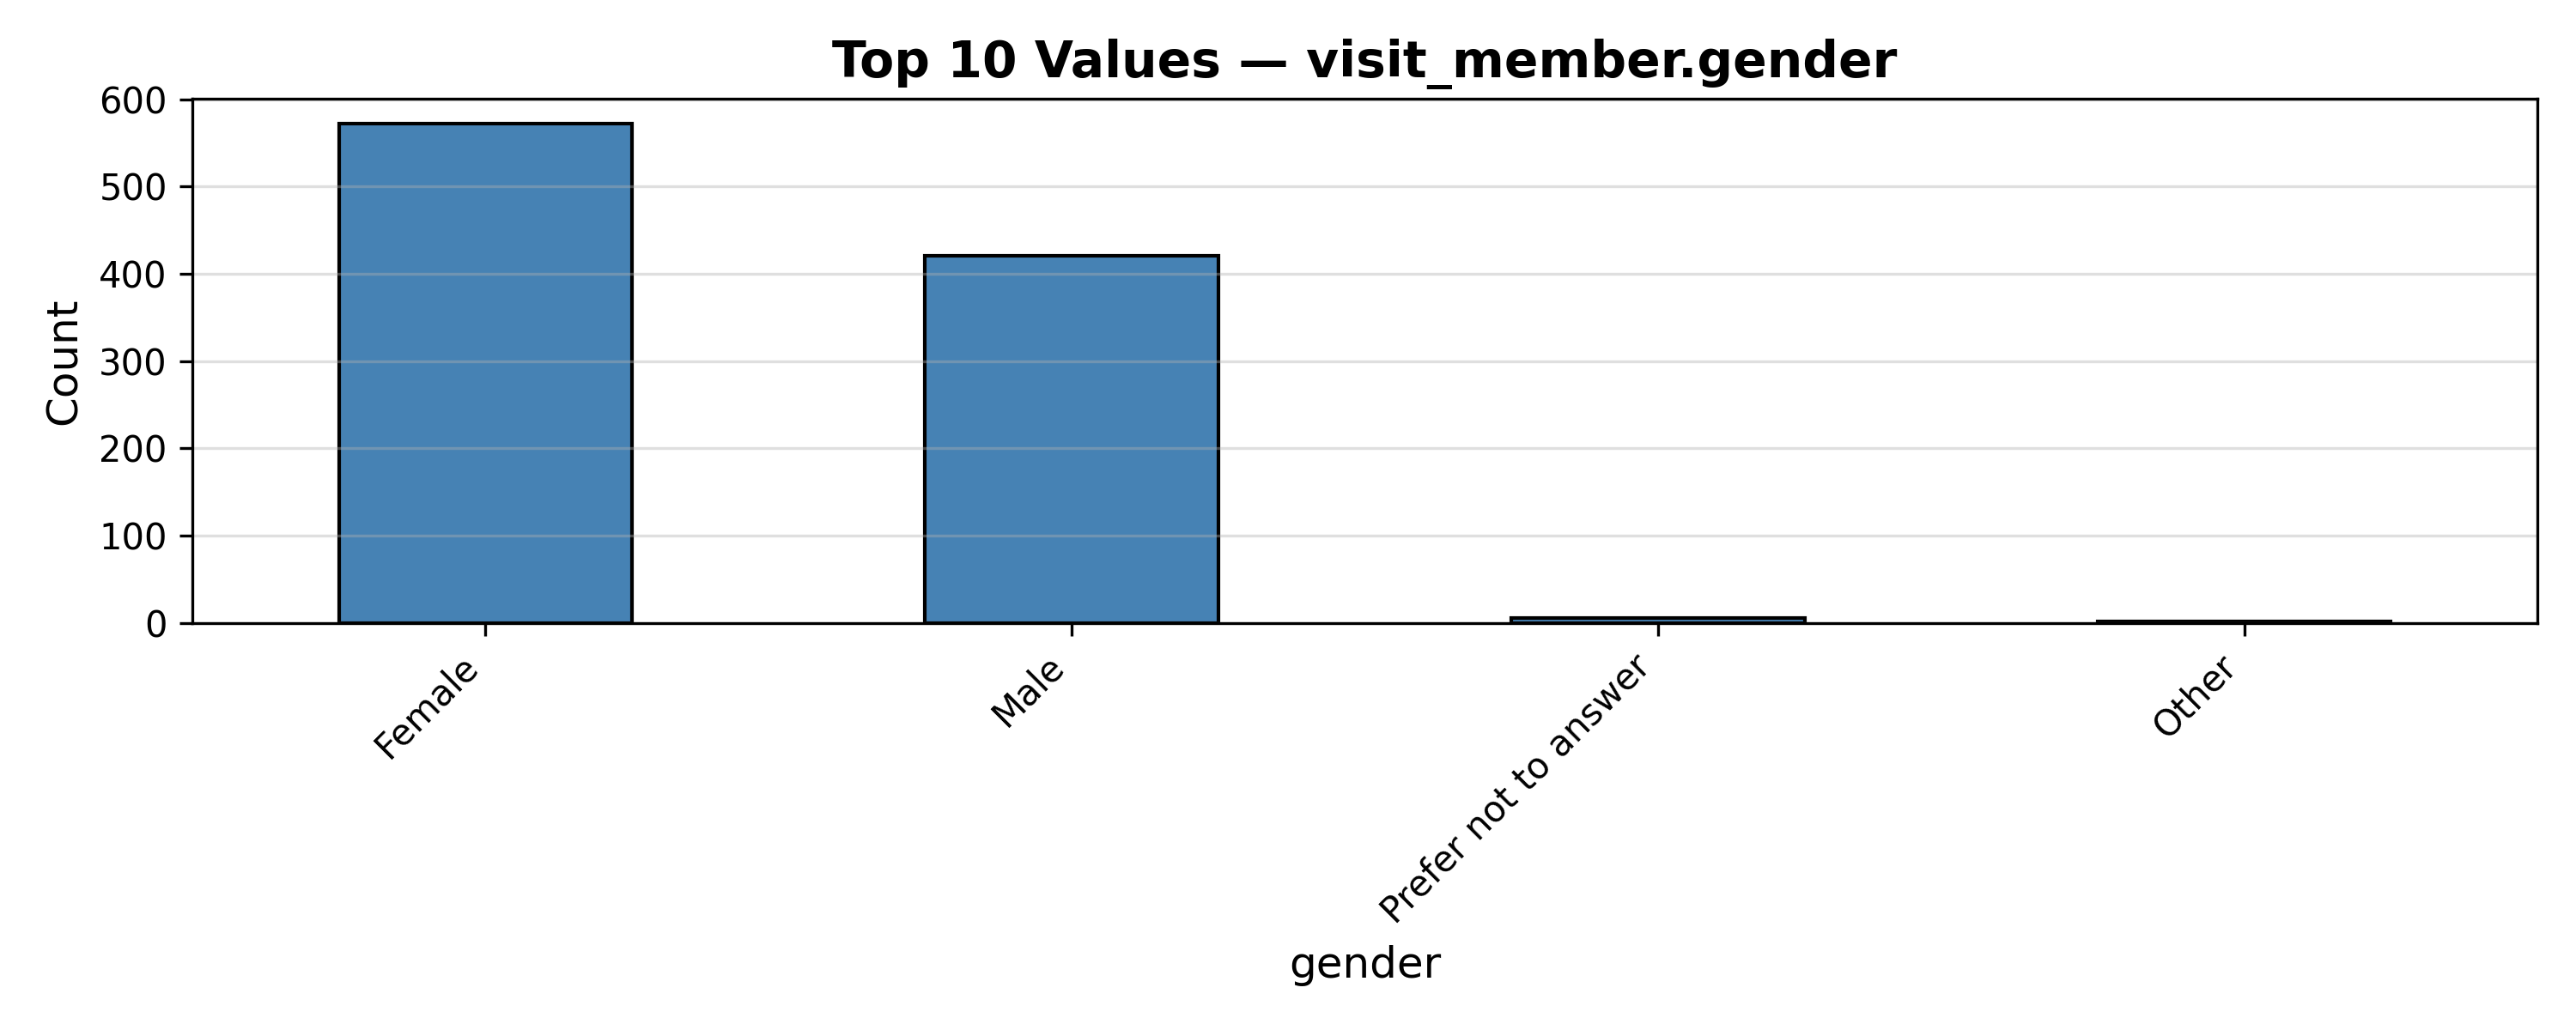 Top 10 Values — visit_member.gender
600
500
400
300
200
100
0
Count
Female
Male
Prefer not to answer
Other
gender